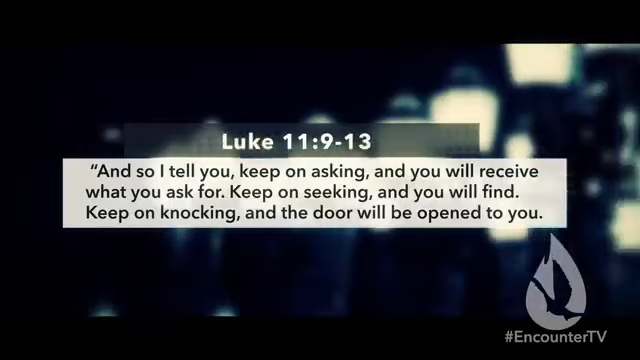 Luke 11:9-13
“And so I tell you, keep on asking, and you will receive
what you ask for. Keep on seeking, and you will find.
Keep on knocking, and the door will be opened to you.
#EncounterTV